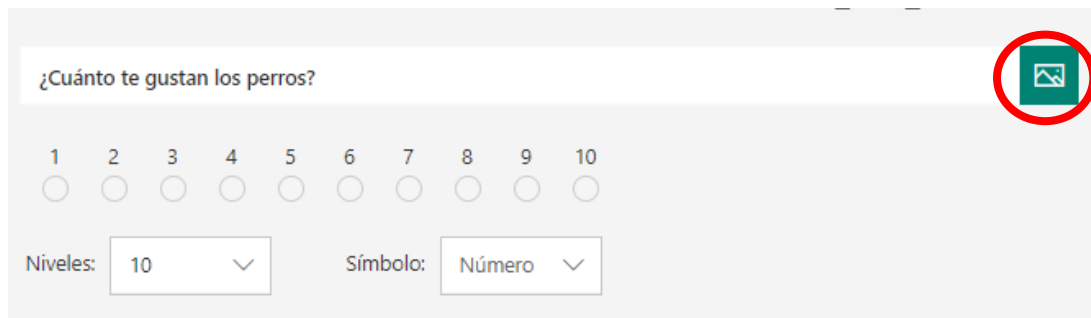 ¿Cuánto te gustan los perros?
1 2 3 4 5 6 7 8 9 10
Niveles: 10 Símbolo: Número